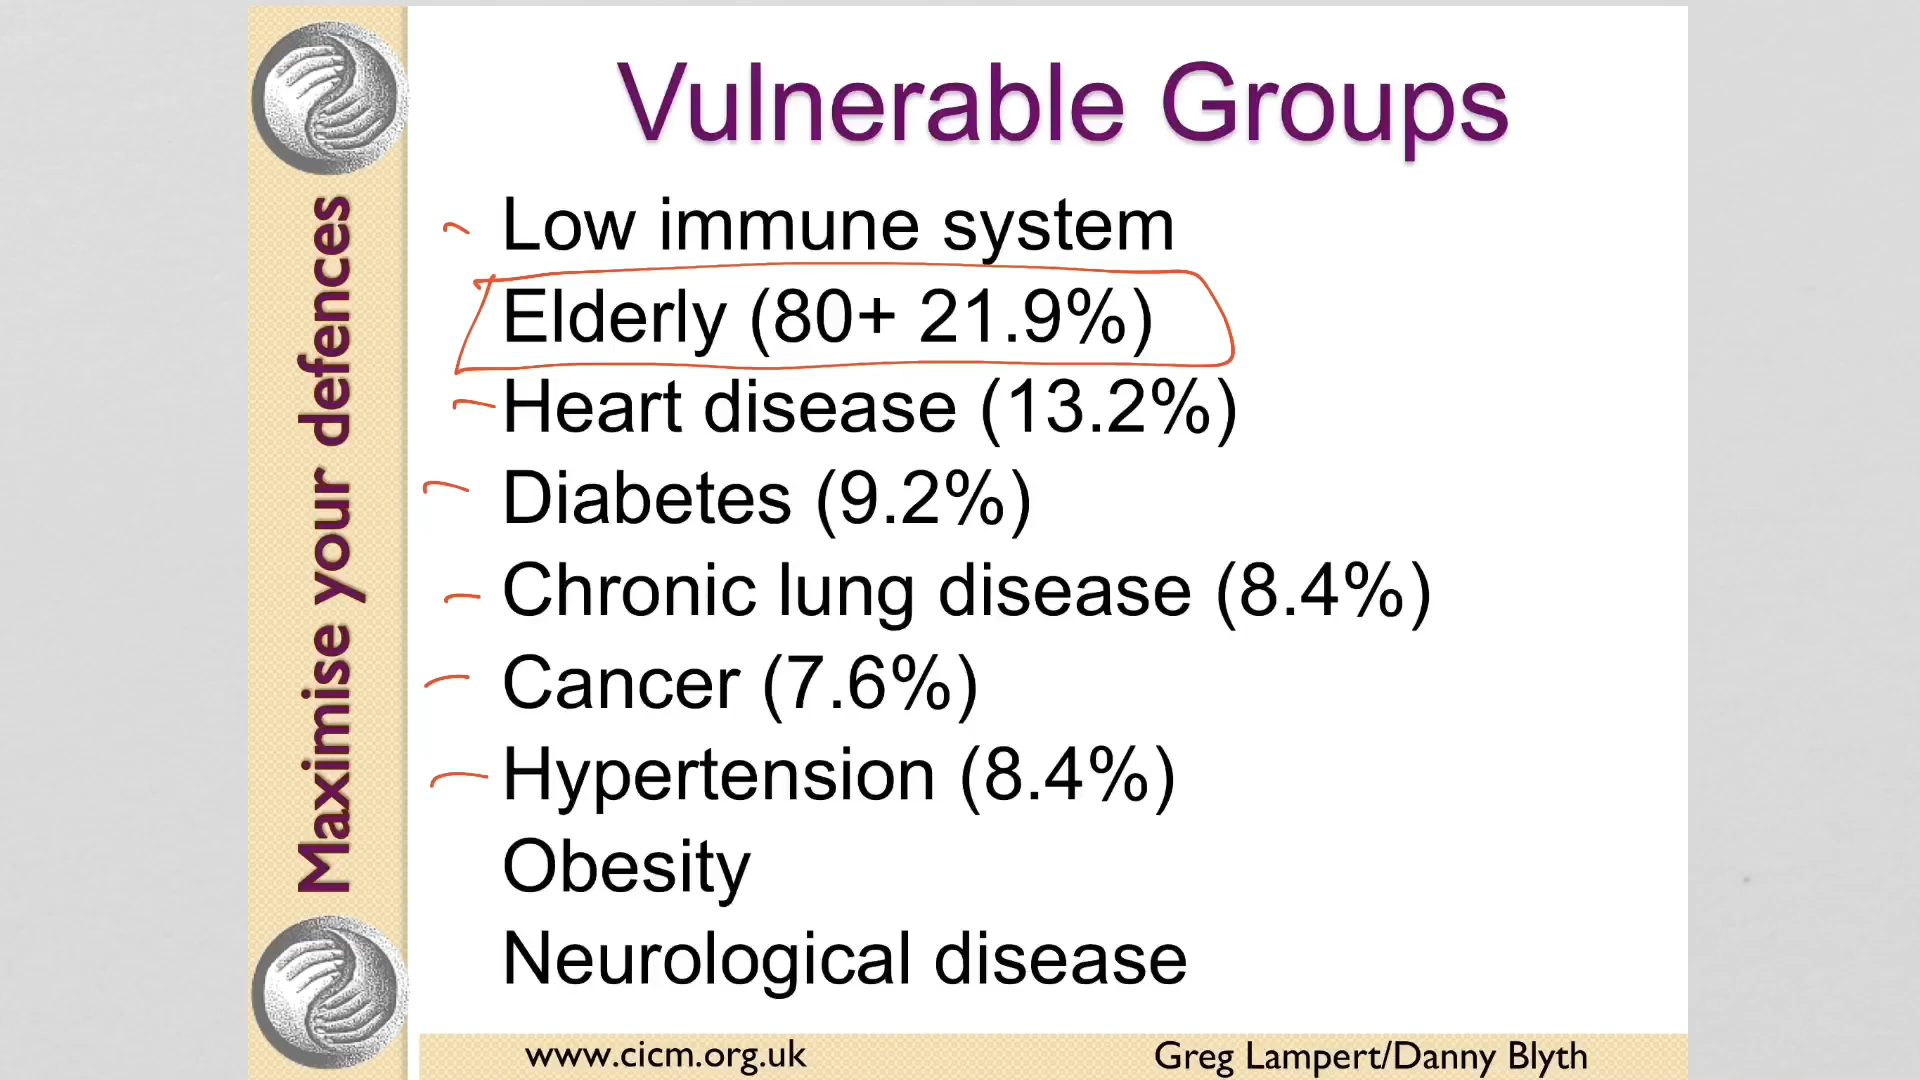 Vulnerable Groups
Maximise your defences
Low immune system
Elderly (80+ 21.9%)
Heart disease (13.2%)
Diabetes (9.2%)
Chronic lung disease (8.4%)
Cancer (7.6%)
Hypertension (8.4%)
Obesity
Neurological disease
www.cicm.org.uk
Greg Lampert/Danny Blyth